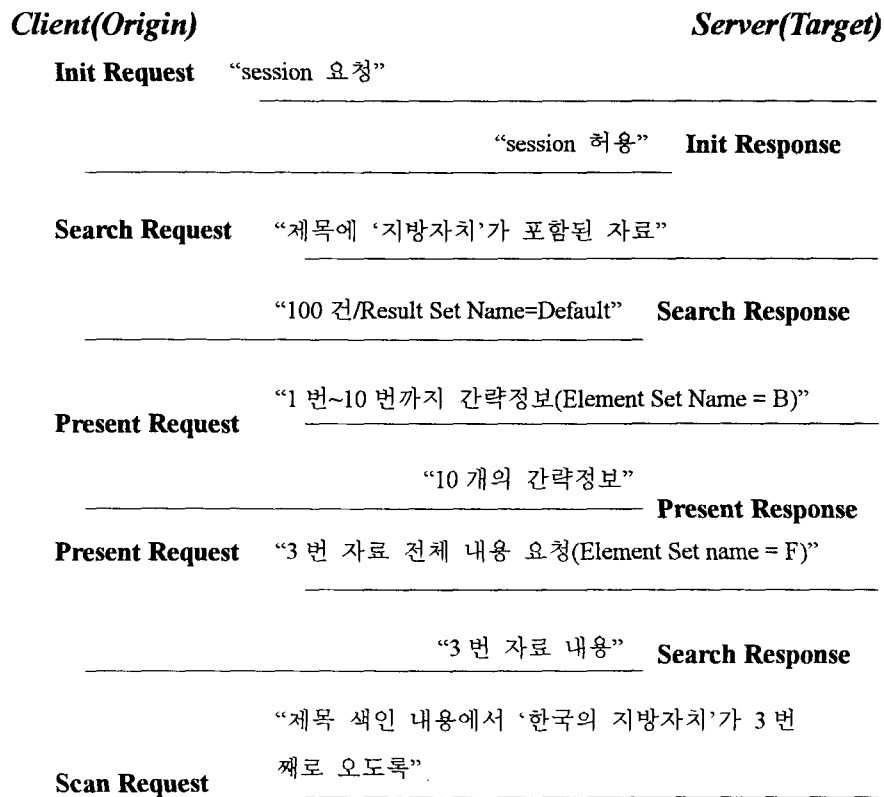 Client(Origin) Server(Target)
Init Request “session 요청”
“session 허용” Init Response
Search Request “제목에 ‘지방자치’가 포함된 자료”
“100 건/Result Set Name=Default” Search Response
“1 번~10 번까지 간략정보(Element Set Name = B)”
Present Request
“10 개의 간략정보”
Present Response
Present Request “3 번 자료 전체 내용 요청(Element Set name = F)”
“3 번 자료 내용” Search Response
“제목 색인 내용에서 ‘한국의 지방자치’가 3 번
째로 오도록”
Scan Request